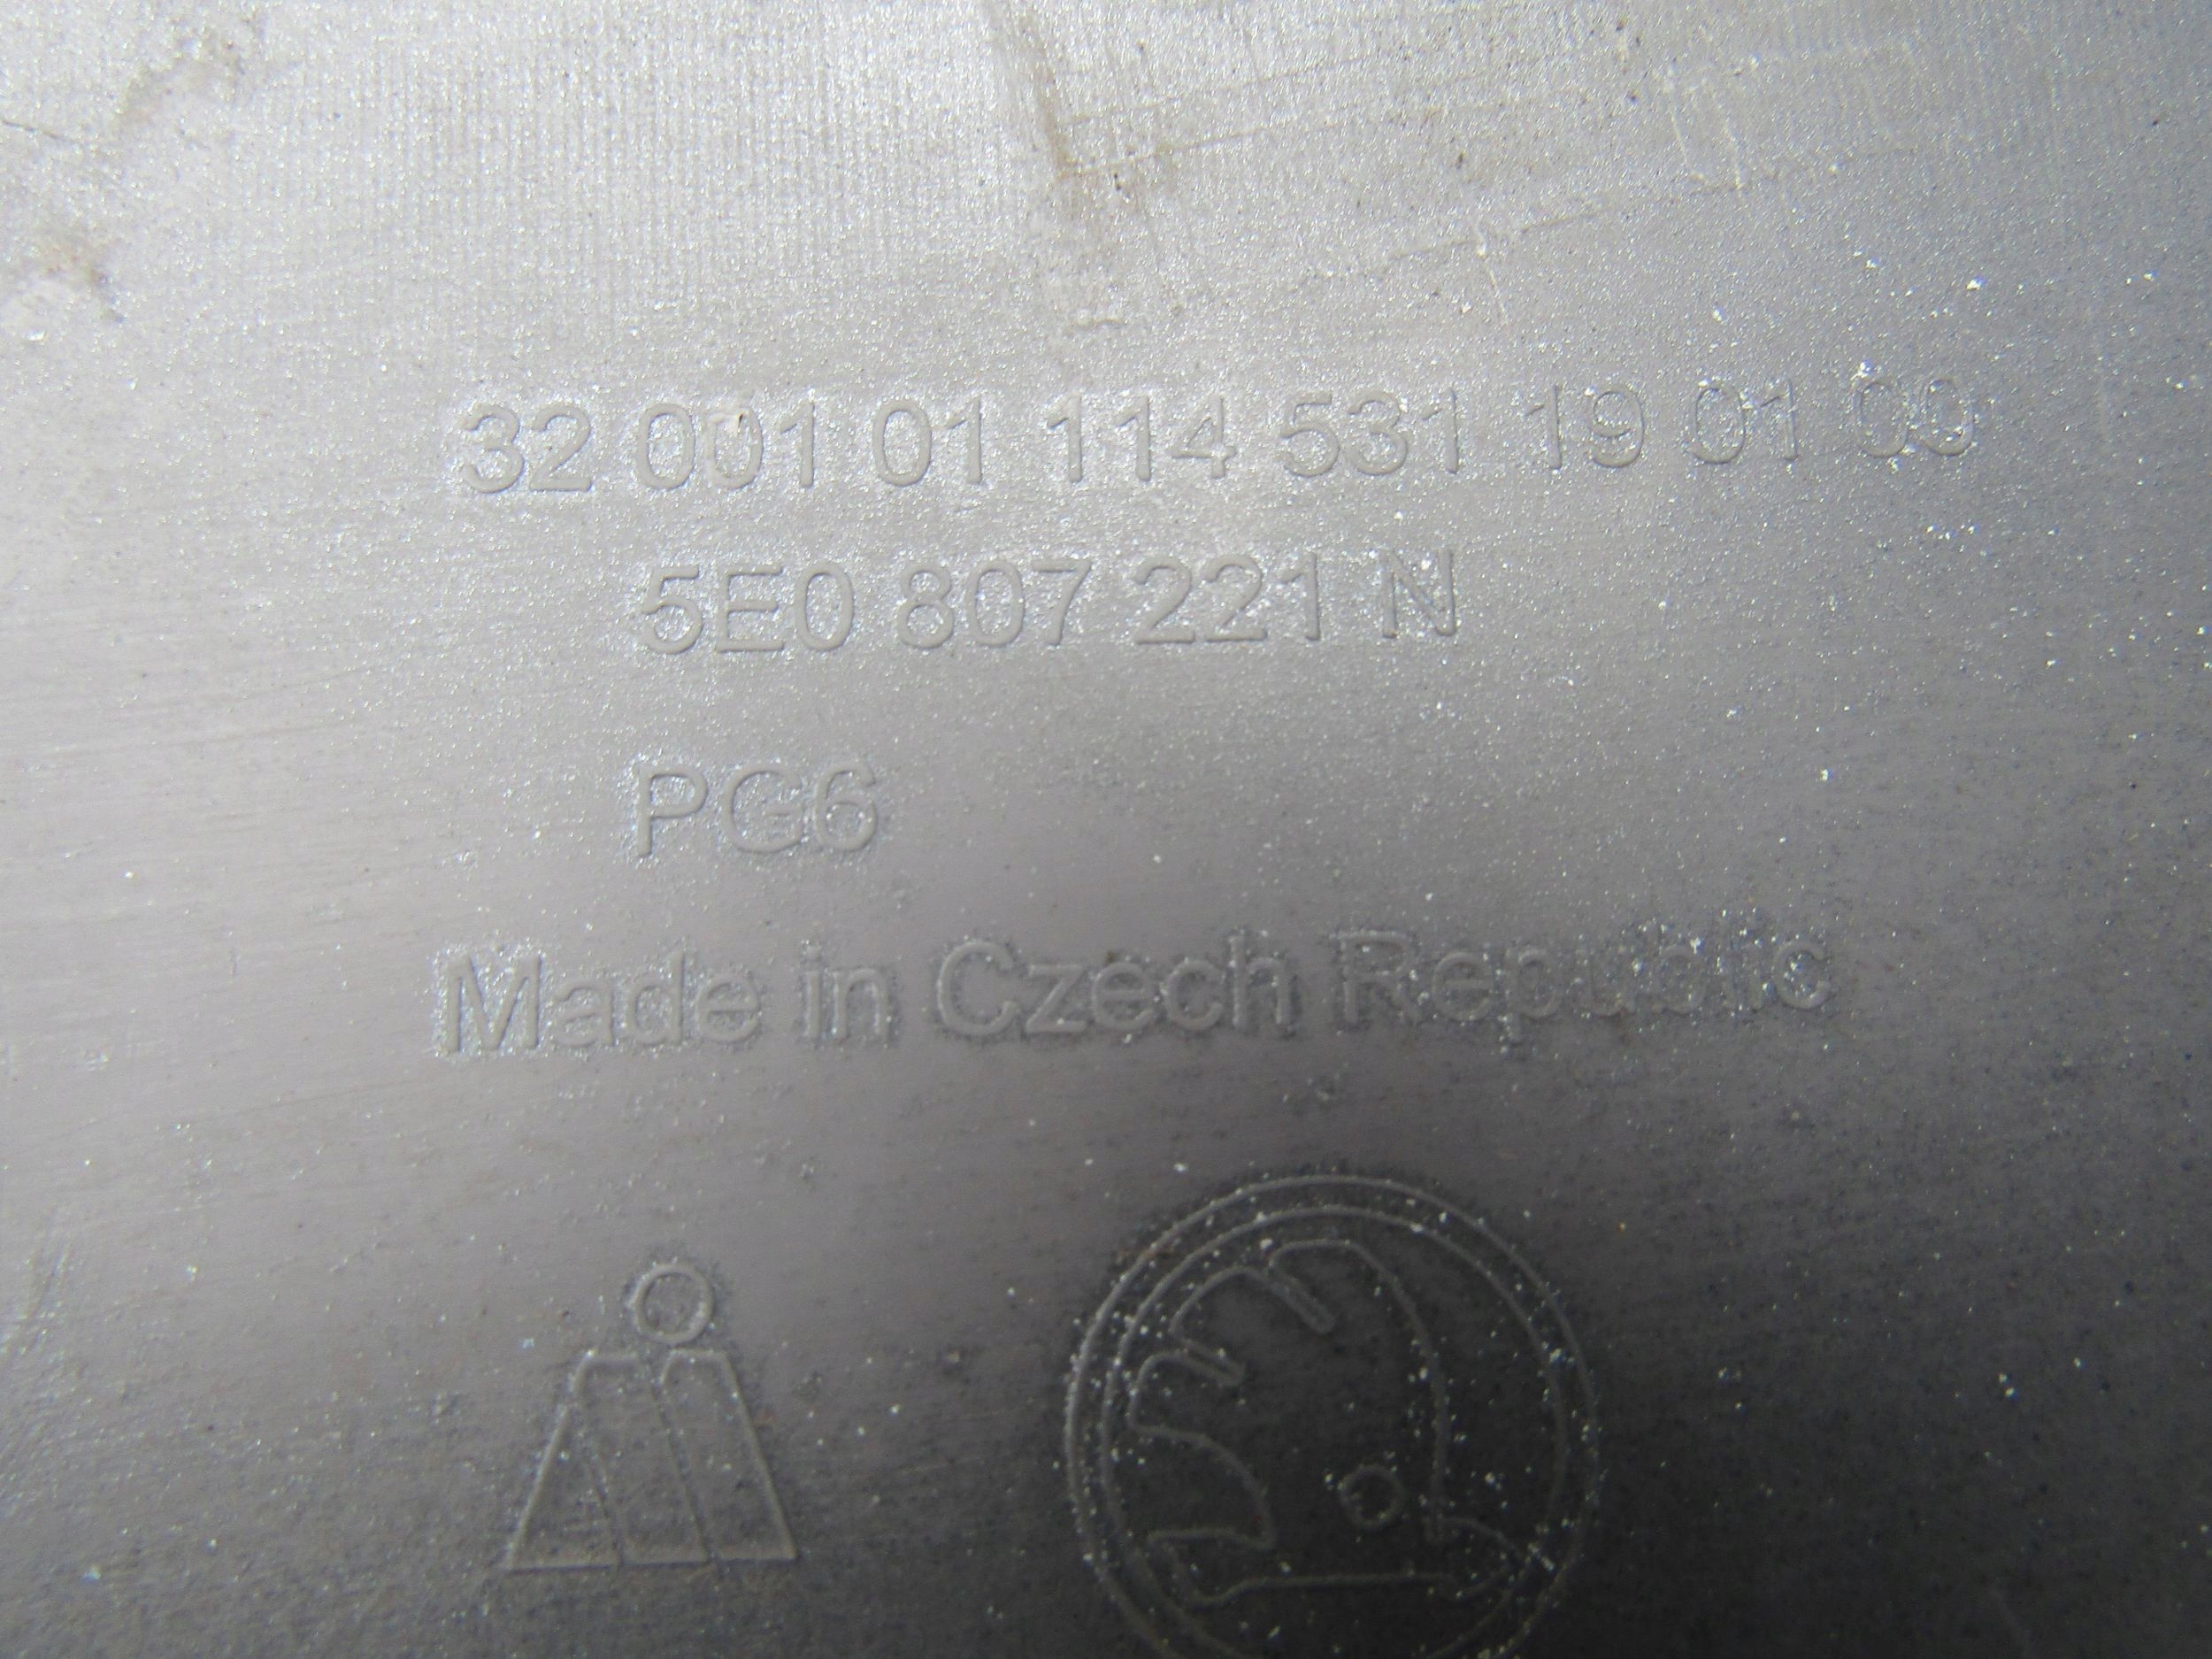 32 001 01 114 531 19 01 00
5E0 807 221 N
PG6
Made in Czech Republic